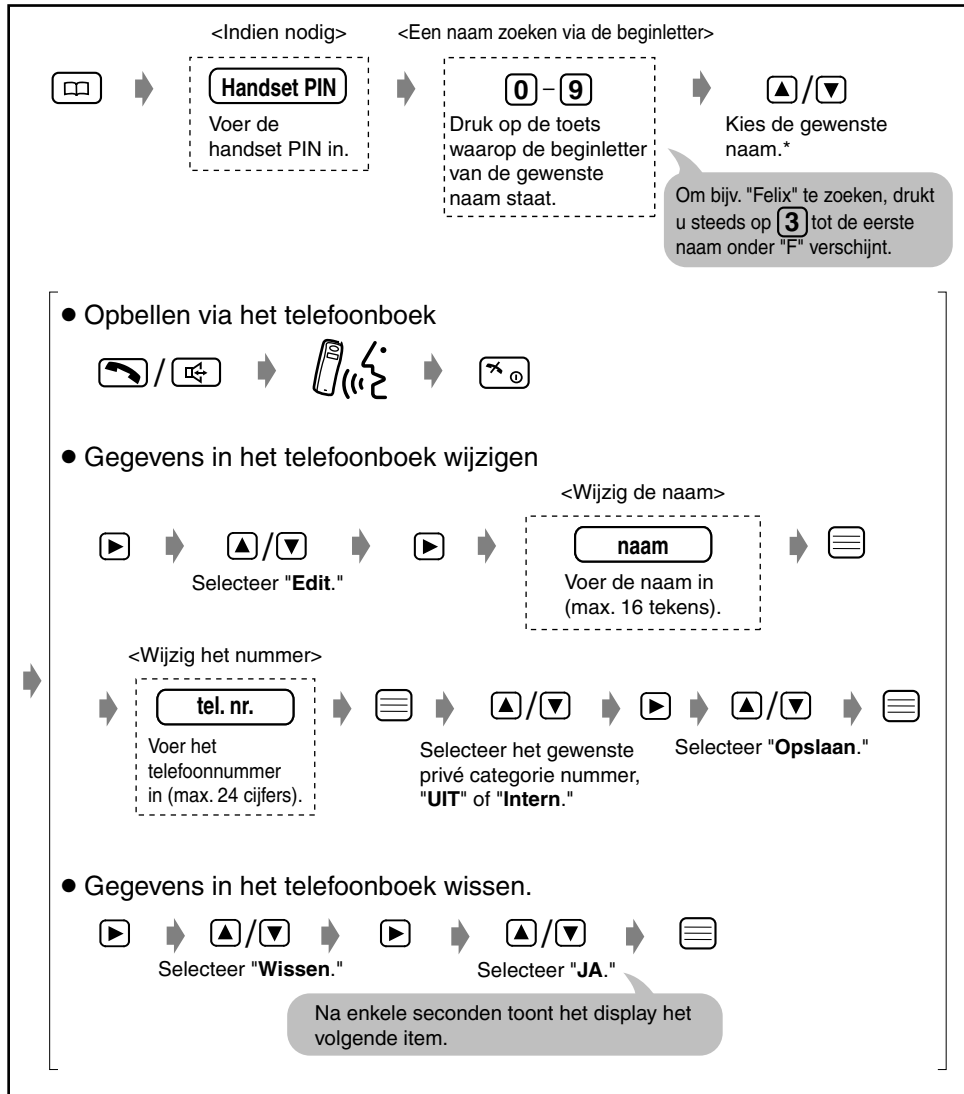 <Indien nodig>
<Een naam zoeken via de beginletter>
Handset PIN
Voer de
handset PIN in.
0 - 9
Druk op de toets
waarop de beginletter
van de gewenste
naam staat.
/
Kies de gewenste
naam.*
Om bijv. "Felix" te zoeken, drukt
u steeds op 3 tot de eerste
naam onder "F" verschijnt.
● Opbellen via het telefoonboek
/
● Gegevens in het telefoonboek wijzigen
/
Selecteer "Edit."
<Wijzig de naam>
naam
Voer de naam in
(max. 16 tekens).
<Wijzig het nummer>
tel. nr.
Voer het
telefoonnummer
in (max. 24 cijfers).
/
Selecteer het gewenste
privé categorie nummer,
"UIT" of "Intern."
/
Selecteer "Opslaan."
● Gegevens in het telefoonboek wissen.
/
Selecteer "Wissen."
/
Selecteer "JA."
Na enkele seconden toont het display het
volgende item.